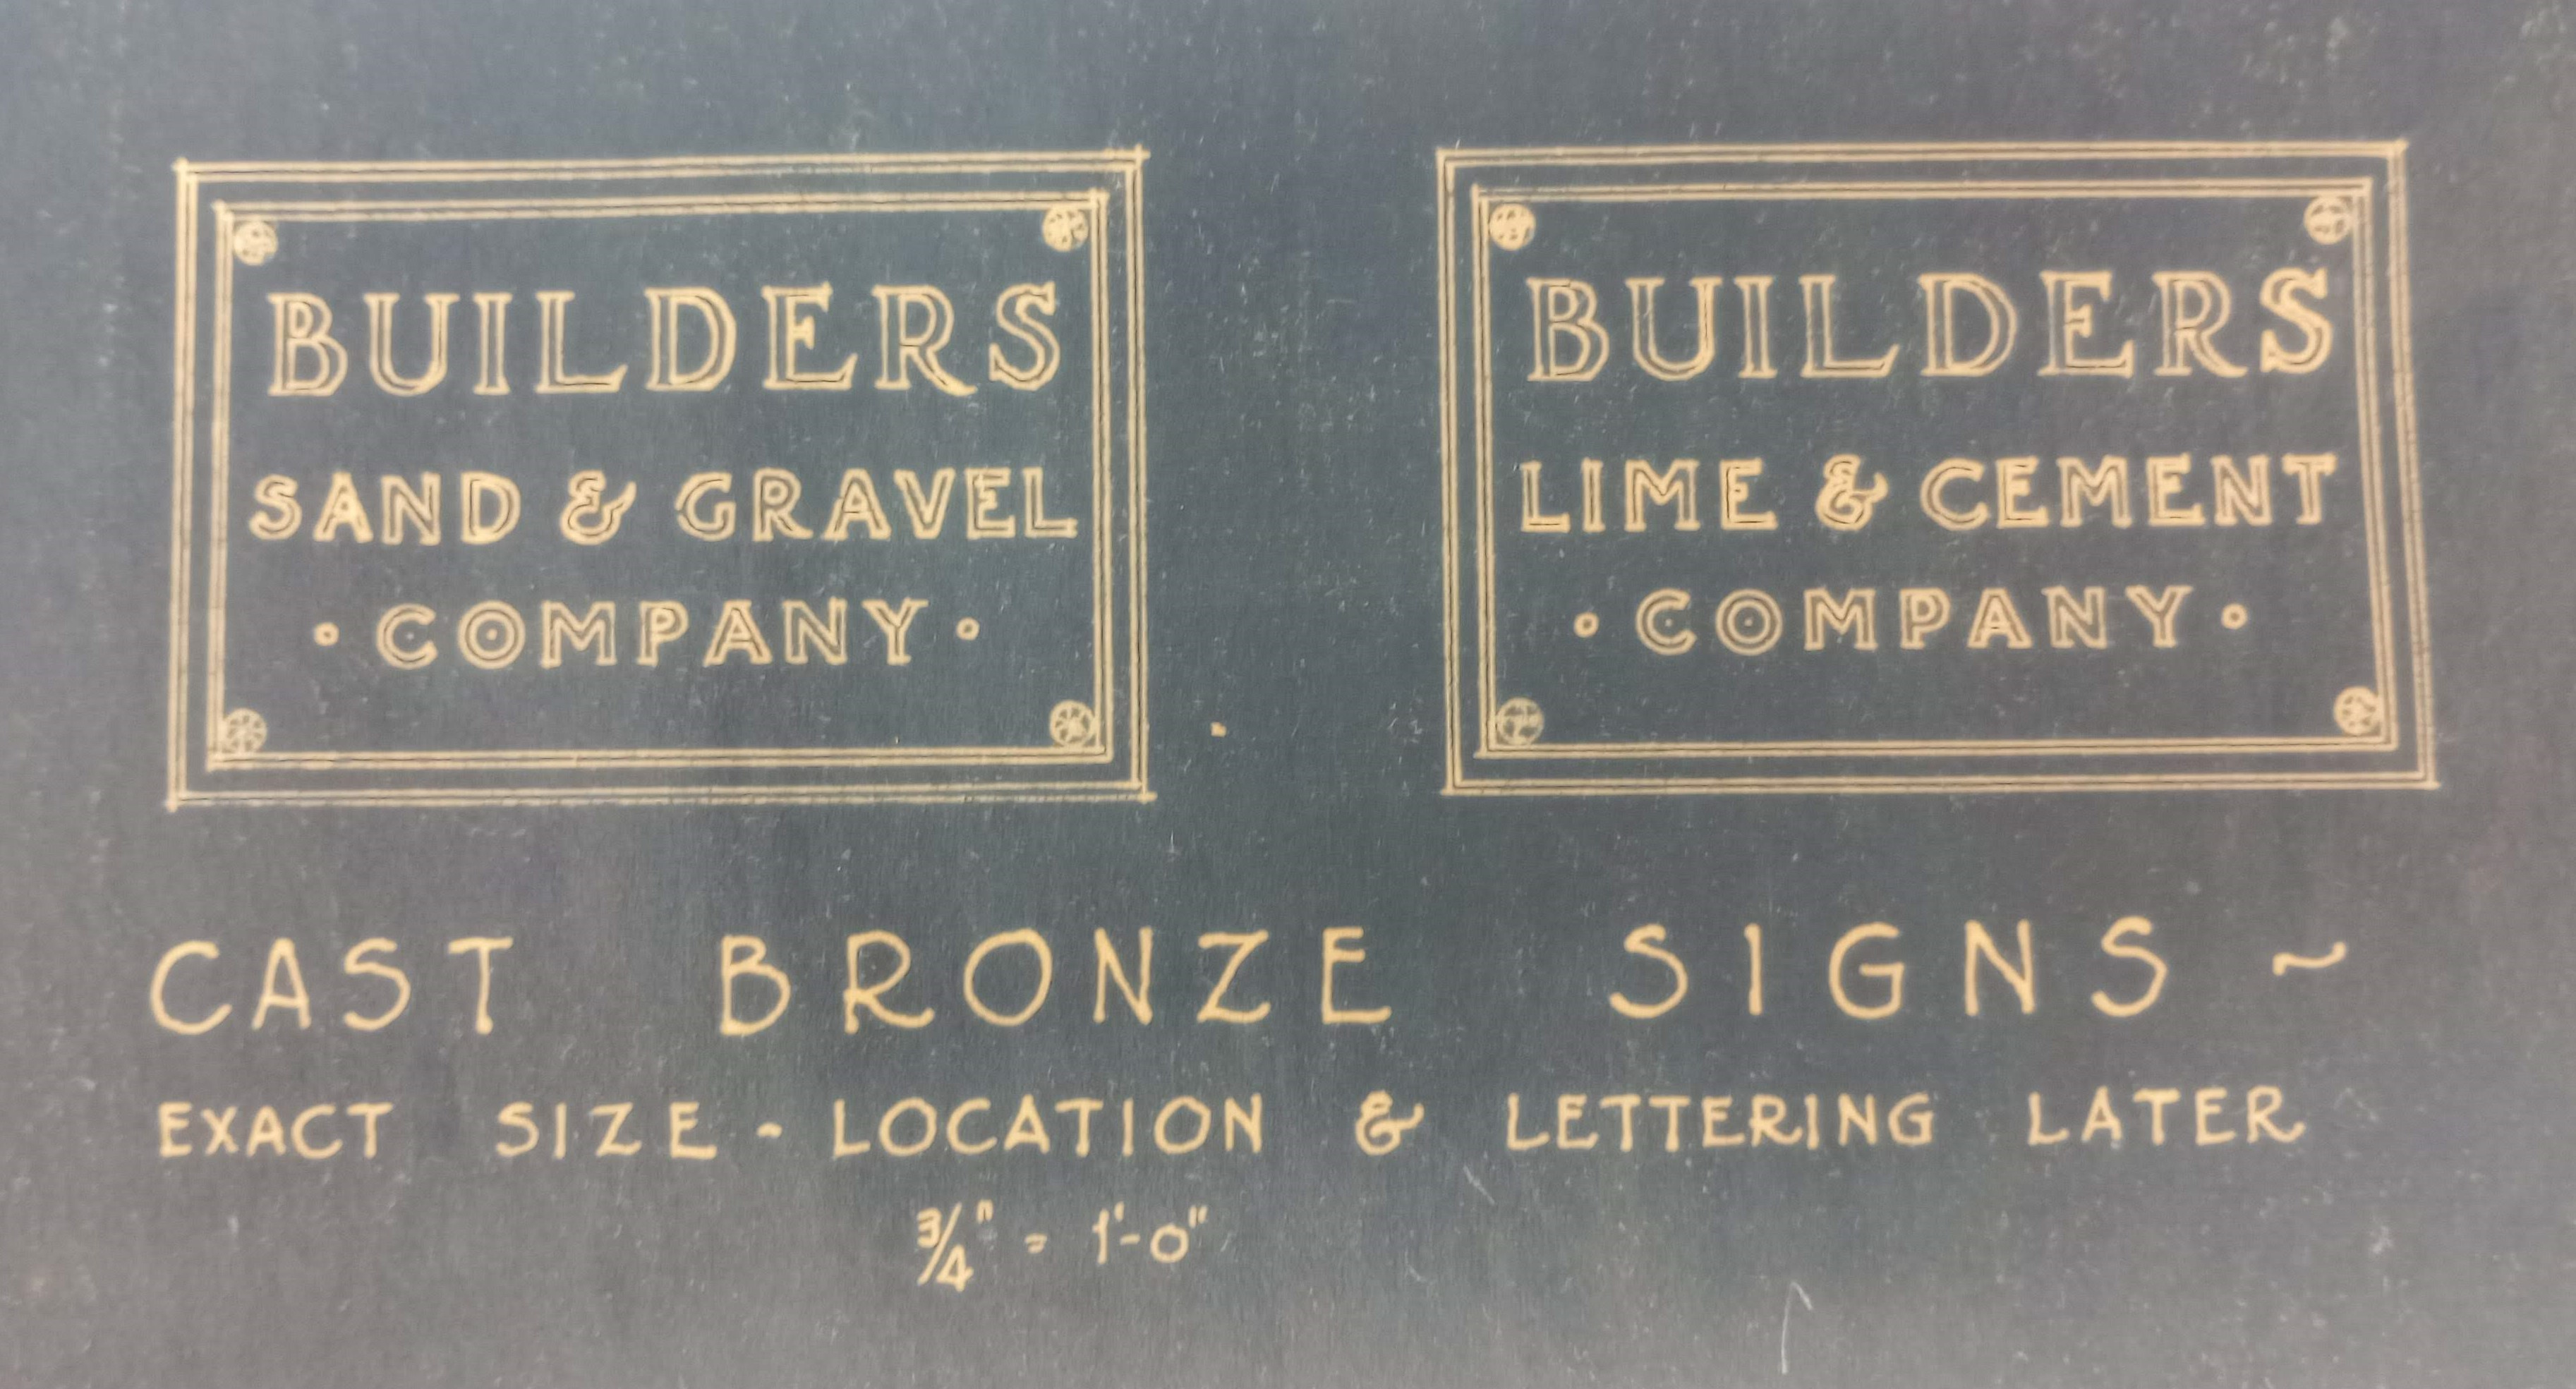 BUILDERS
SAND & GRAVEL
· COMPANY ·
BUILDERS
LIME & CEMENT
· COMPANY ·
CAST BRONZE SIGNS ~
EXACT SIZE - LOCATION & LETTERING LATER
3/4" = 1'-0"